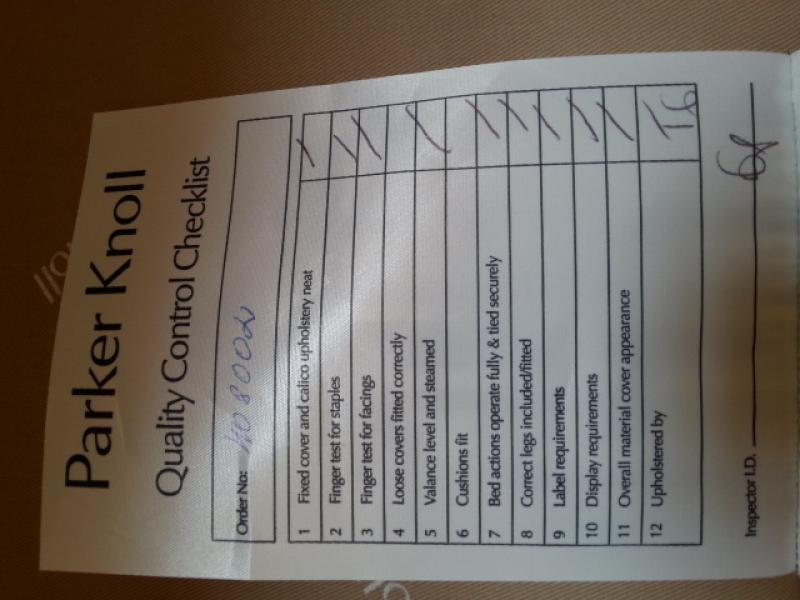 Parker Knoll
Quality Control Checklist
Order No:
1 Fixed cover and calico upholstery neat
2 Finger test for staples
3 Finger test for facings
4 Loose covers fitted correctly
5 Valance level and steamed
6 Cushions fit
7 Bed actions operate fully & tied securely
8 Correct legs included/fitted
9 Label requirements
10 Display requirements
11 Overall material cover appearance
12 Upholstered by
Inspector I.D.